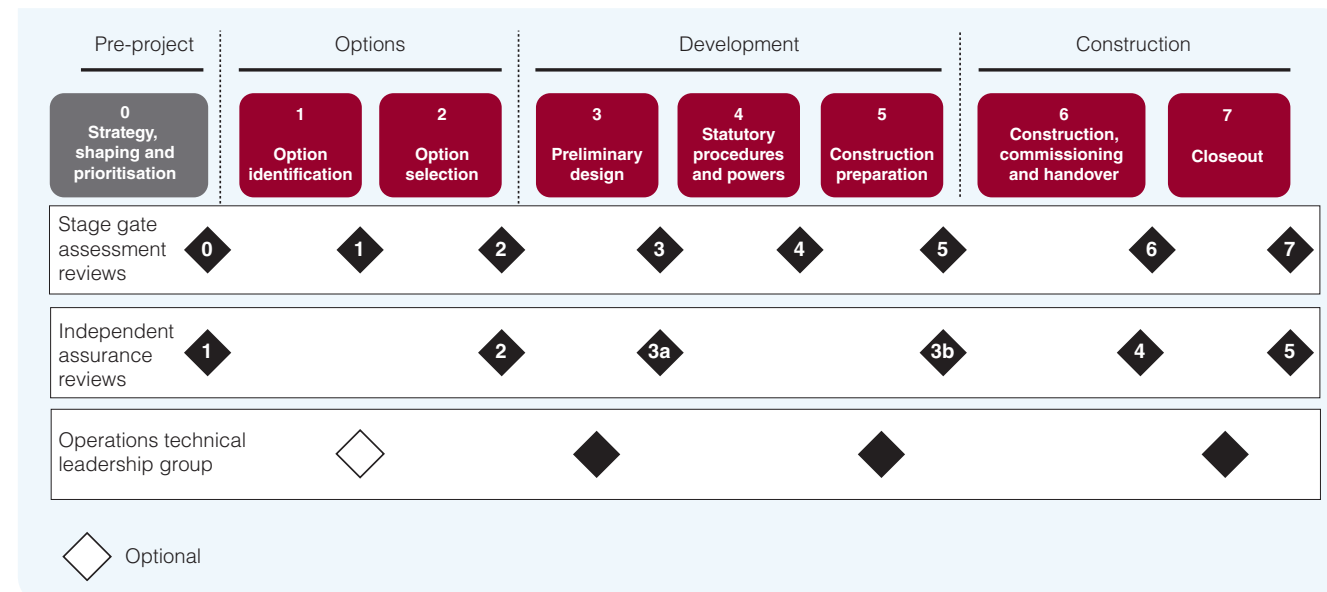 Pre-project
Options
Development
Construction
0
Strategy,
shaping and
prioritisation
1
Option
identification
2
Option
selection
3
Preliminary
design
4
Statutory
procedures
and powers
5
Construction
preparation
6
Construction,
commissioning
and handover
7
Closeout
Stage gate
assessment
reviews
0
1
2
3
4
5
6
7
Independent
assurance
reviews
1
2
3a
3b
4
5
Operations technical
leadership group
Optional